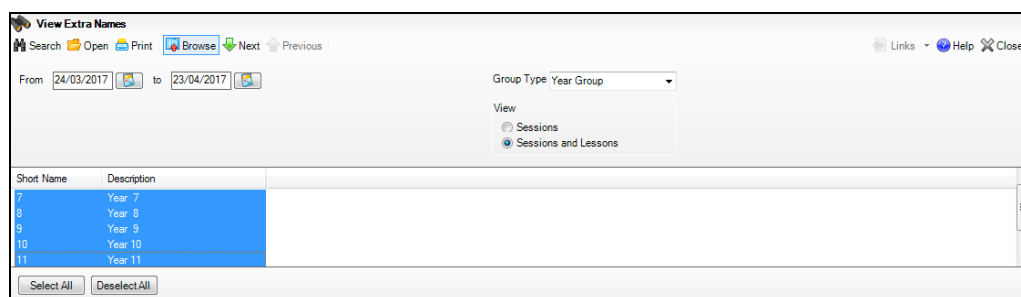 View Extra Names
Search Open Print Browse Next Previous Links Help Close
From 24/03/2017 to 23/04/2017 Group Type Year Group
View
Sessions
Sessions and Lessons
Short Name Description
7 Year 7
8 Year 8
9 Year 9
10 Year 10
11 Year 11
Select All Deselect All